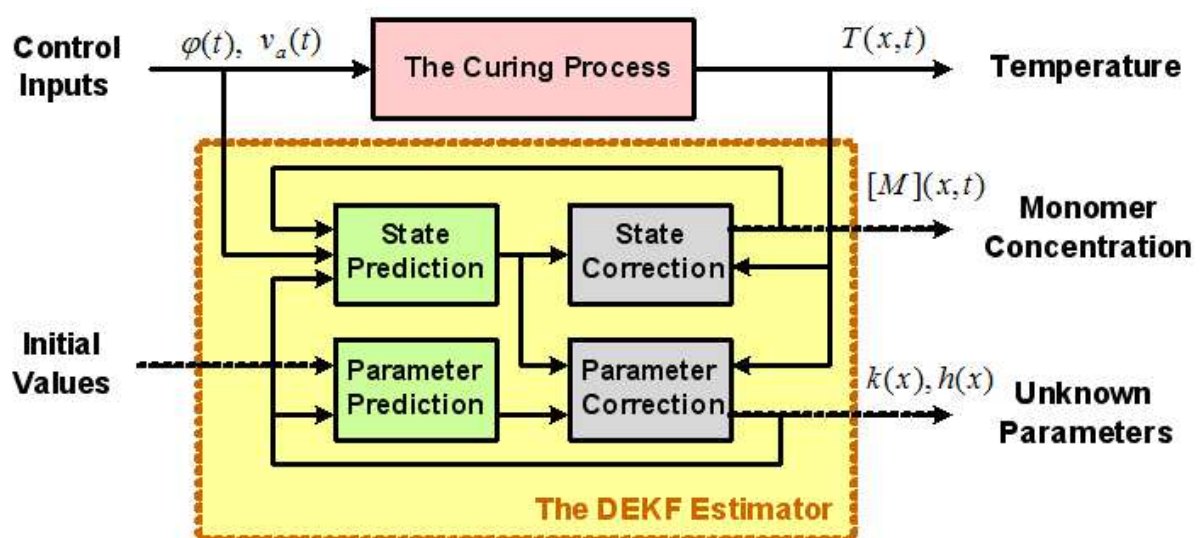 Control
Inputs
φ(t), v_a(t)
The Curing Process
T(x,t)
Temperature
[M](x,t)
Monomer
Concentration
State
Prediction
State
Correction
Initial
Values
Parameter
Prediction
Parameter
Correction
k(x), h(x)
Unknown
Parameters
The DEKF Estimator